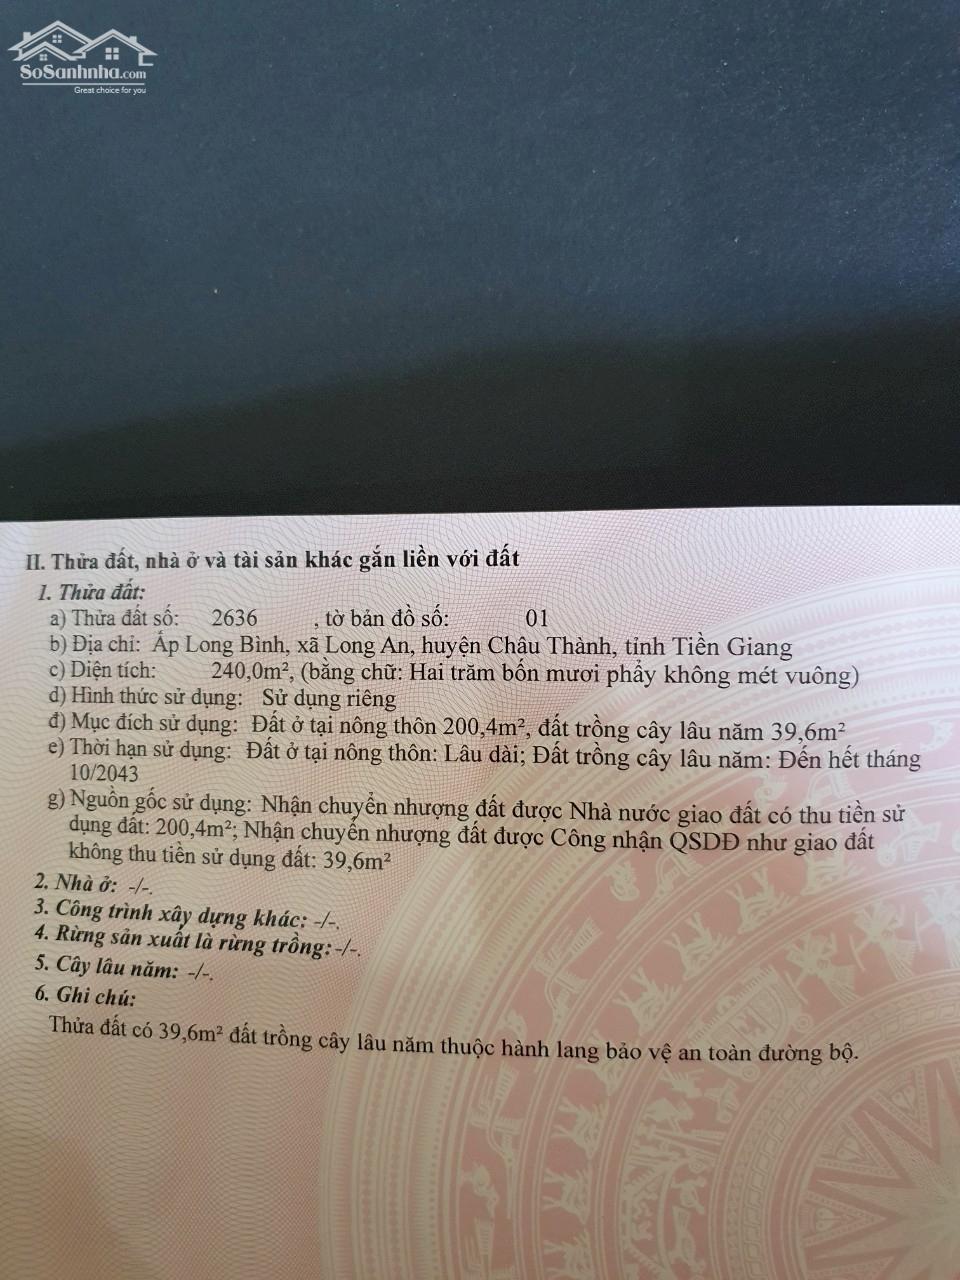 SoSanhnha.com
Great choice for you
II. Thửa đất, nhà ở và tài sản khác gắn liền với đất
1. Thửa đất:
a) Thửa đất số: 2636 , tờ bản đồ số: 01
b) Địa chỉ: Ấp Long Bình, xã Long An, huyện Châu Thành, tỉnh Tiền Giang
c) Diện tích: 240,0m², (bằng chữ: Hai trăm bốn mươi phẩy không mét vuông)
d) Hình thức sử dụng: Sử dụng riêng
đ) Mục đích sử dụng: Đất ở tại nông thôn 200,4m², đất trồng cây lâu năm 39,6m²
e) Thời hạn sử dụng: Đất ở tại nông thôn: Lâu dài; Đất trồng cây lâu năm: Đến hết tháng
10/2043
g) Nguồn gốc sử dụng: Nhận chuyển nhượng đất được Nhà nước giao đất có thu tiền sử
dụng đất: 200,4m²; Nhận chuyển nhượng đất được Công nhận QSDĐ như giao đất
không thu tiền sử dụng đất: 39,6m²
2. Nhà ở: -/-.
3. Công trình xây dựng khác: -/-.
4. Rừng sản xuất là rừng trồng: -/-.
5. Cây lâu năm: -/-.
6. Ghi chú:
Thửa đất có 39,6m² đất trồng cây lâu năm thuộc hành lang bảo vệ an toàn đường bộ.